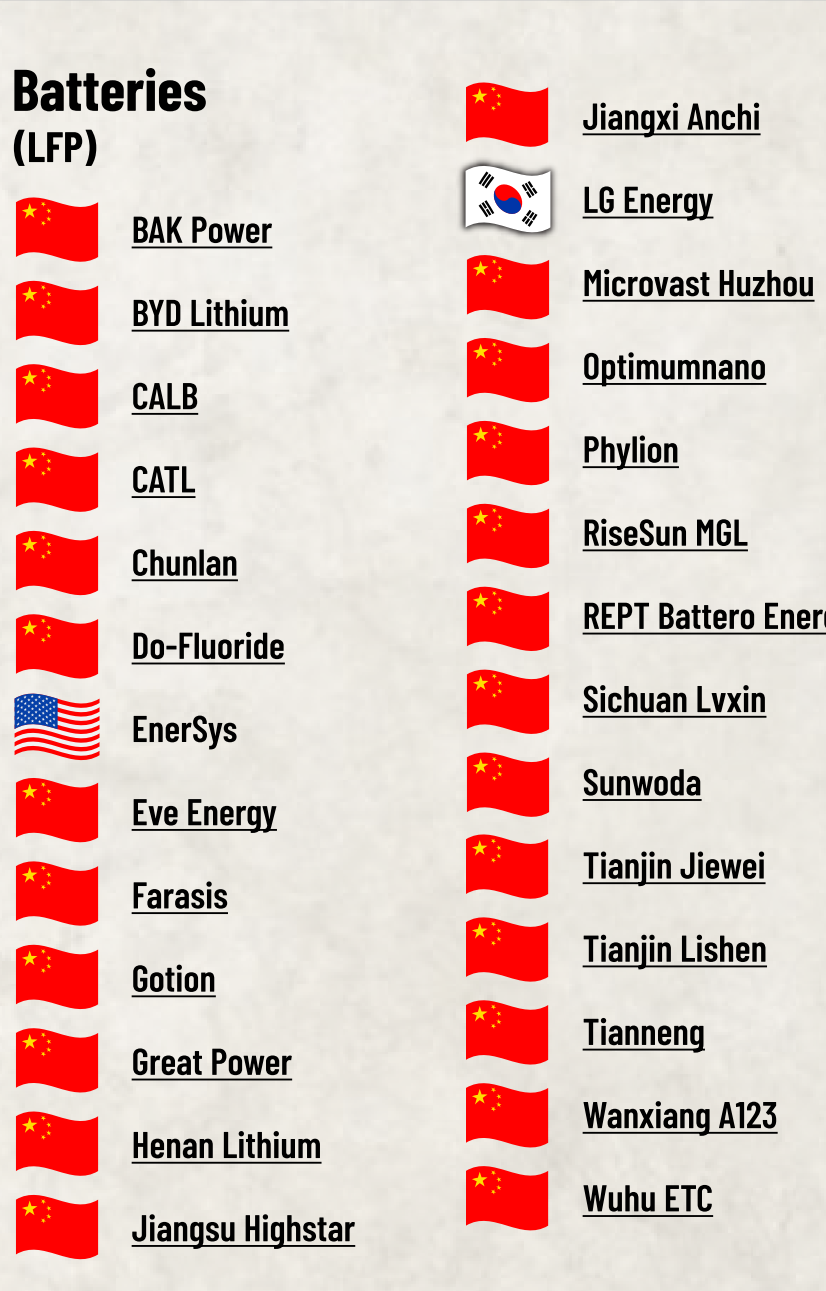 Batteries
(LFP)
BAK Power
BYD Lithium
CALB
CATL
Chunlan
Do-Fluoride
EnerSys
Eve Energy
Farasis
Gotion
Great Power
Henan Lithium
Jiangsu Highstar
Jiangxi Anchi
LG Energy
Microvast Huzhou
Optimumnano
Phylion
RiseSun MGL
REPT Battero
Sichuan Lvxin
Sunwoda
Tianjin Jiewei
Tianjin Lishen
Tianneng
Wanxiang A123
Wuhu ETC